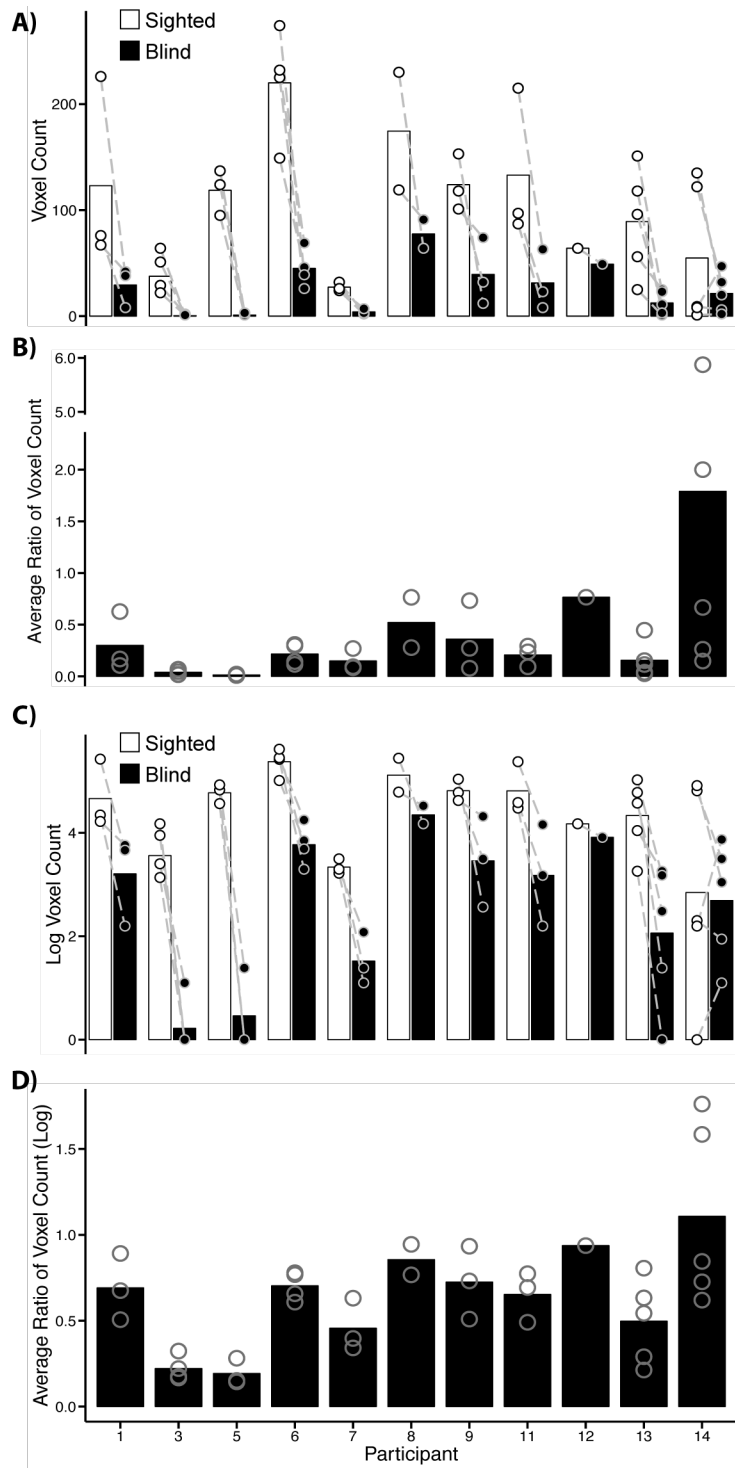 A)
Sighted
Blind
Voxel Count
200
100
0
B)
Average Ratio of Voxel Count
6.0
5.0
2.0
1.5
1.0
0.5
0.0
C)
Sighted
Blind
Log Voxel Count
4
2
0
D)
Average Ratio of Voxel Count (Log)
1.5
1.0
0.5
0.0
1 3 5 6 7 8 9 11 12 13 14
Participant